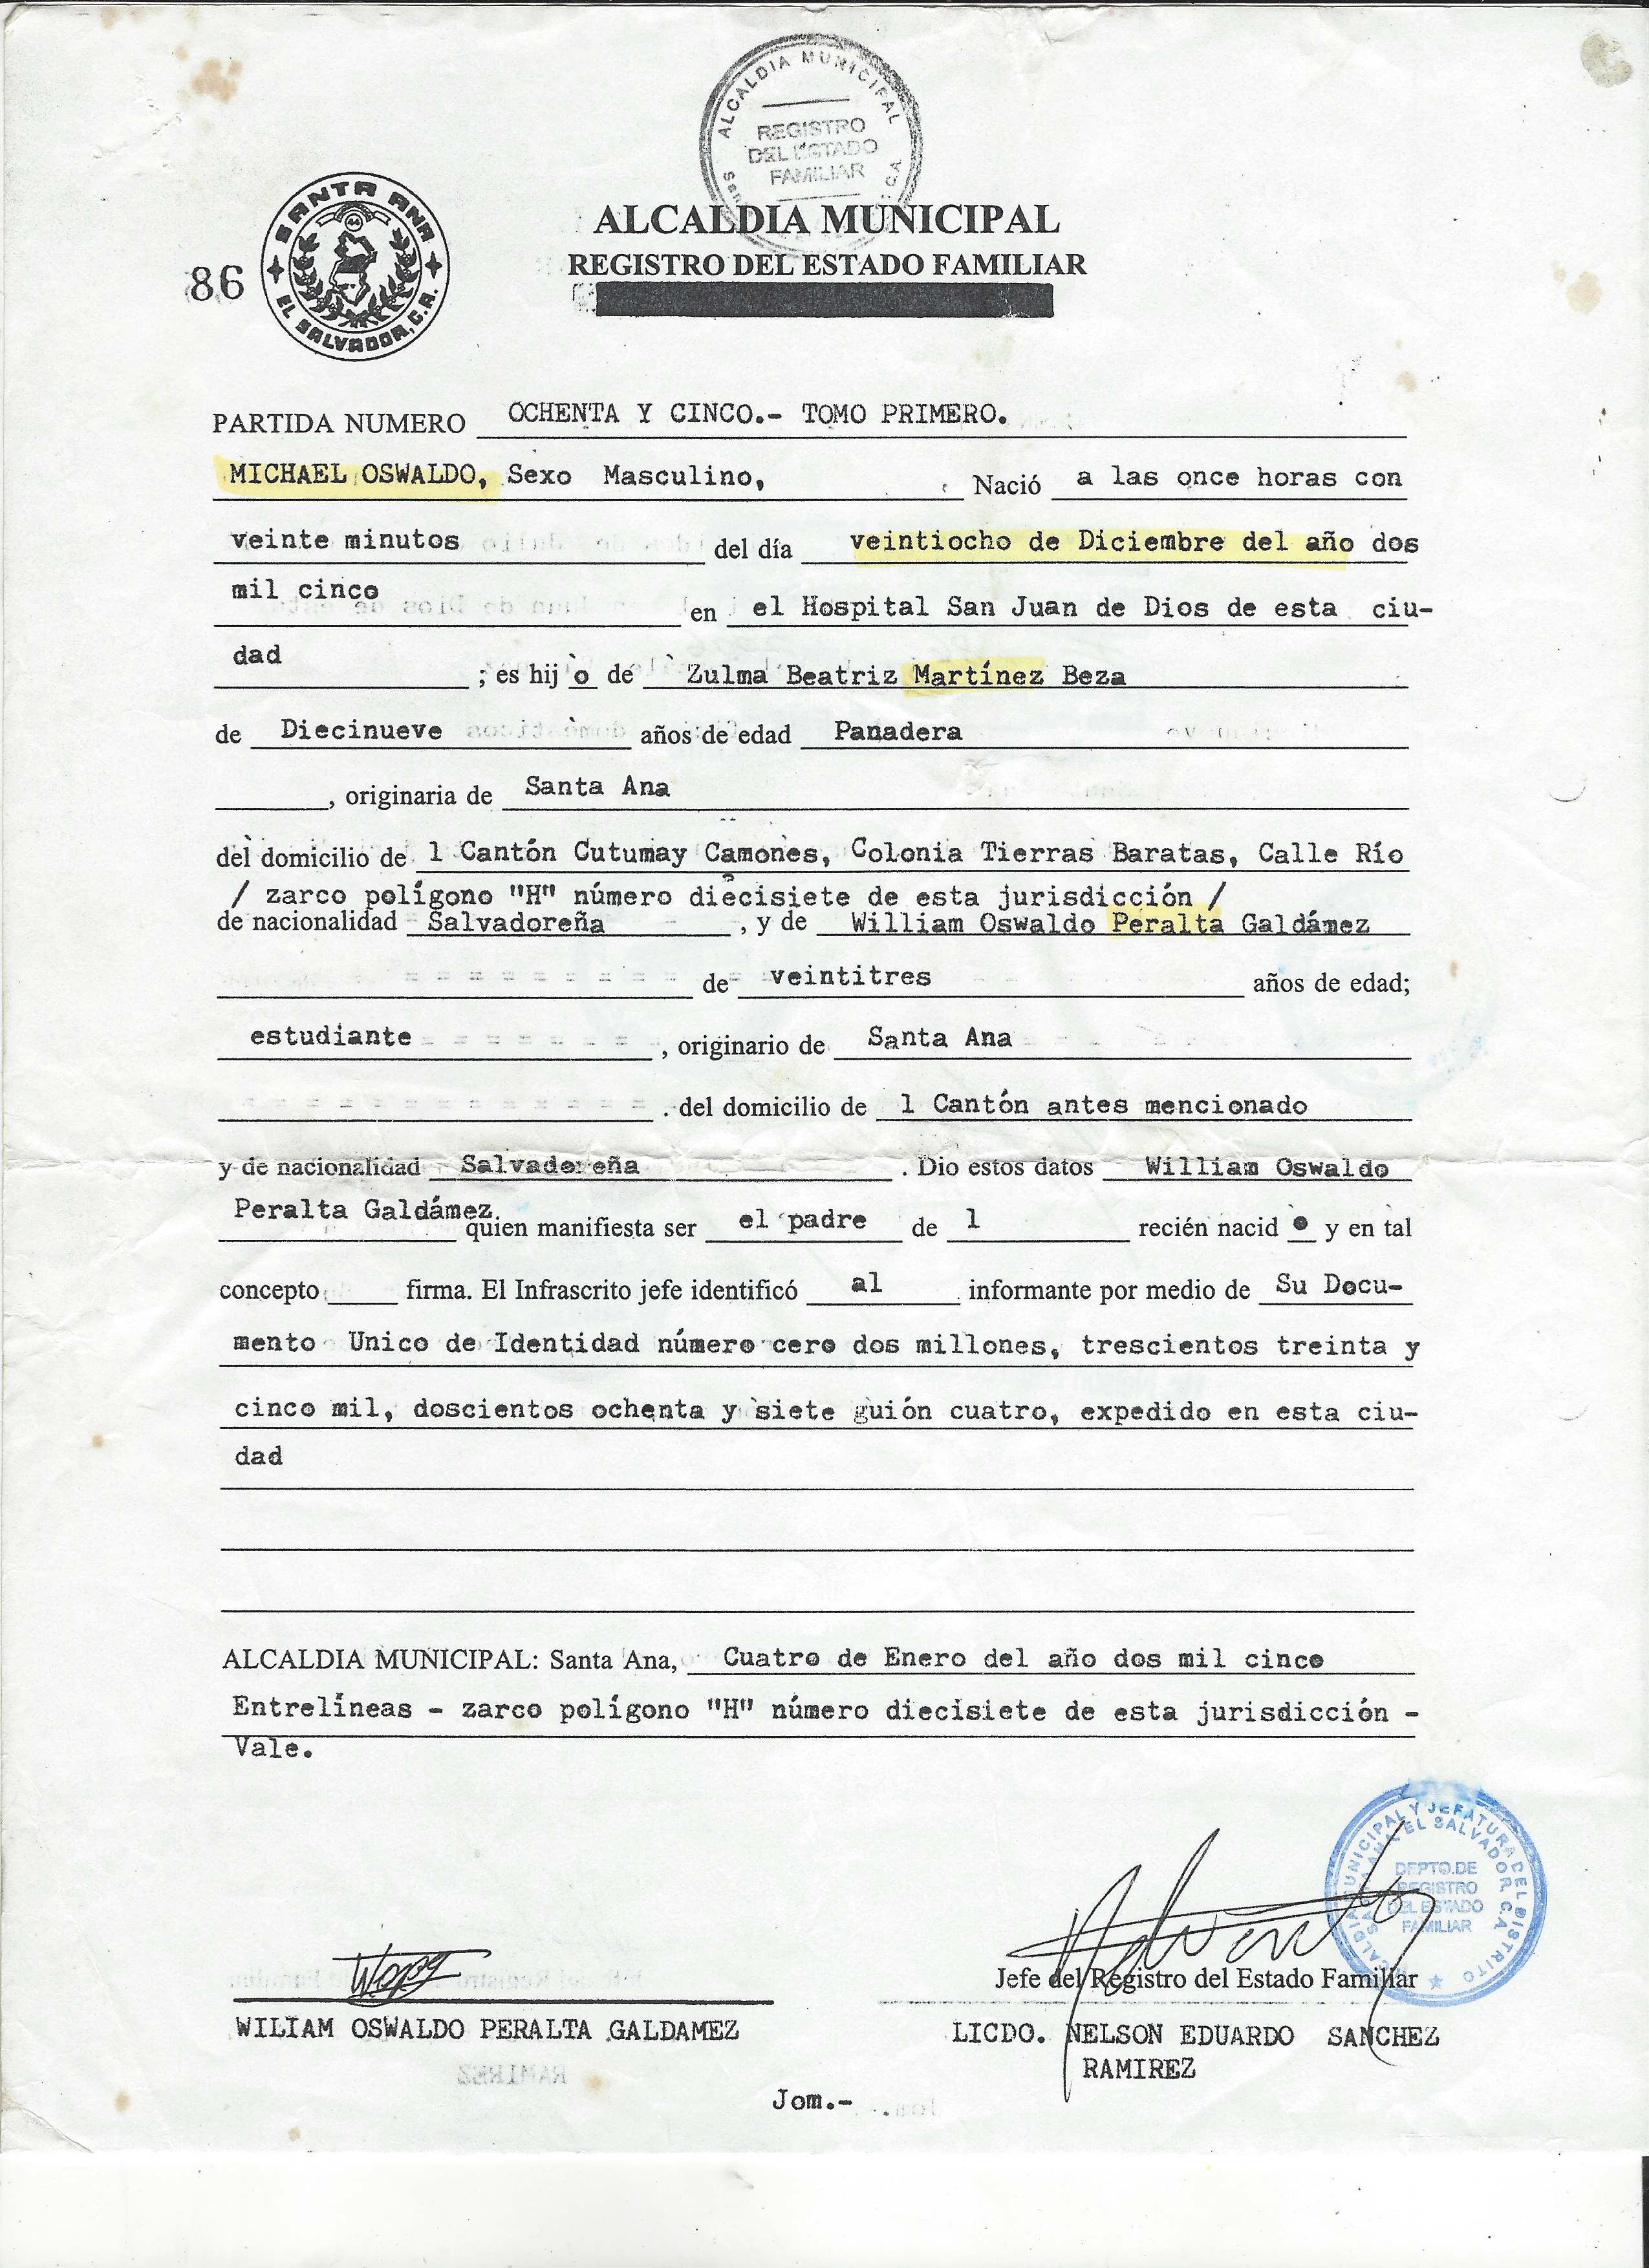 ALCALDIA MUNICIPAL
REGISTRO
DEL ESTADO
FAMILIAR
SANTA ANA
EL SALVADOR, C.A.
86
ALCALDIA MUNICIPAL
REGISTRO DEL ESTADO FAMILIAR
PARTIDA NUMERO OCHENTA Y CINCO.- TOMO PRIMERO.
MICHAEL OSWALDO, Sexo Masculino, Nació a las once horas con
veinte minutos del día veintiocho de Diciembre del año dos
mil cinco en el Hospital San Juan de Dios de esta ciu-
dad ; es hij o de Zulma Beatriz Martínez Beza
de Diecinueve años de edad Panadera
, originaria de Santa Ana
del domicilio de l Cantón Cutumay Camones, Colonia Tierras Baratas, Calle Río
/ zarco polígono "H" número diecisiete de esta jurisdicción /
de nacionalidad Salvadoreña , y de William Oswaldo Peralta Galdámez
de veintitres años de edad;
estudiante , originario de Santa Ana
. del domicilio de l Cantón antes mencionado
y de nacionalidad Salvadoreña . Dio estos datos William Oswaldo
Peralta Galdámez quien manifiesta ser el padre de l recién nacid o y en tal
concepto firma. El Infrascrito jefe identificó al informante por medio de Su Docu-
mento Unico de Identidad número cero dos millones, trescientos treinta y
cinco mil, doscientos ochenta y siete guión cuatro, expedido en esta ciu-
dad
ALCALDIA MUNICIPAL: Santa Ana, Cuatro de Enero del año dos mil cinco
Entrelíneas - zarco polígono "H" número diecisiete de esta jurisdicción -
Vale.
ALCALDIA MUNICIPAL Y JEFATURA DEL DISTRITO
SANTA ANA, EL SALVADOR, C.A.
DEPTO. DE
REGISTRO
DEL ESTADO
FAMILIAR
Jefe del Registro del Estado Familiar
WILIAM OSWALDO PERALTA GALDAMEZ
LICDO. NELSON EDUARDO SANCHEZ
RAMIREZ
Jom.-